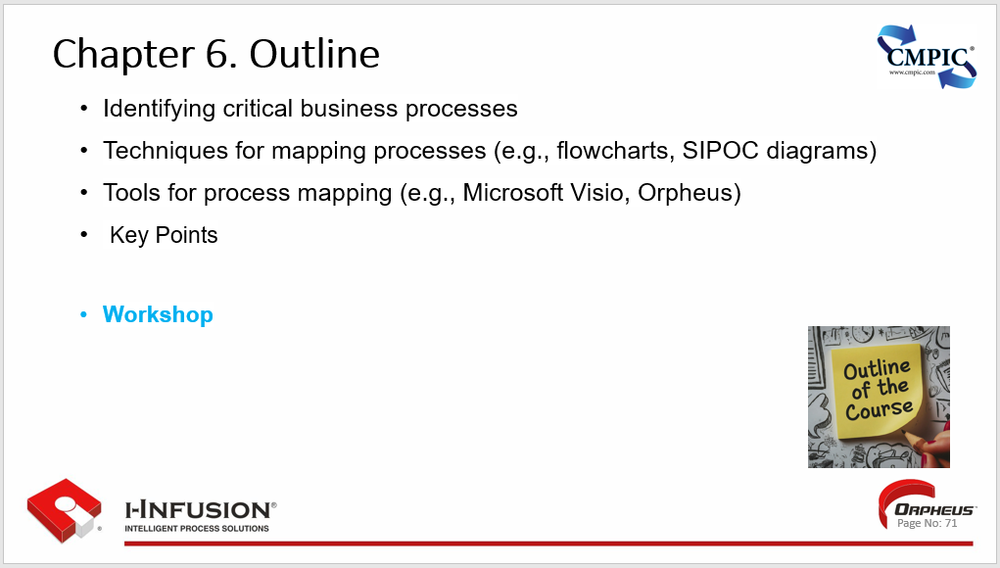 Chapter 6. Outline
CMPIC®
www.cmpic.com
• Identifying critical business processes
• Techniques for mapping processes (e.g., flowcharts, SIPOC diagrams)
• Tools for process mapping (e.g., Microsoft Visio, Orpheus)
• Key Points
• Workshop
Outline
of the
Course
I-INFUSION®
INTELLIGENT PROCESS SOLUTIONS
ORPHEUS™
Page No: 71